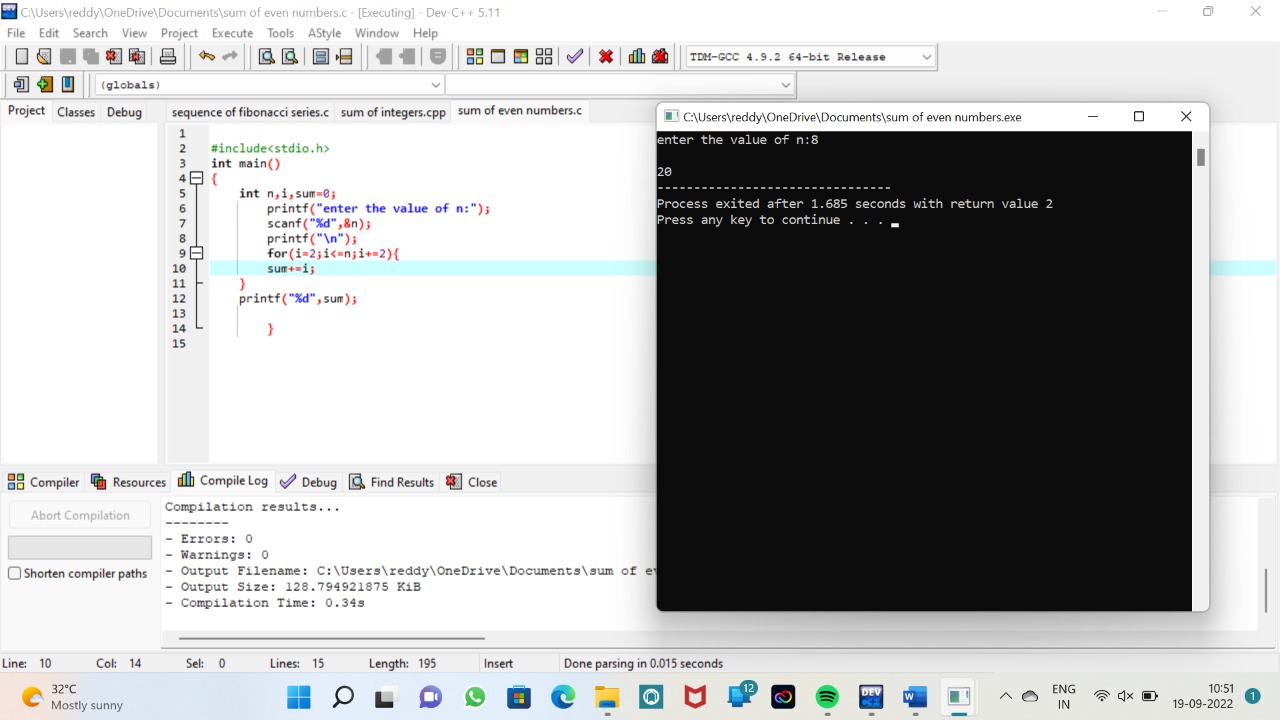 C:\Users\reddy\OneDrive\Documents\sum of even numbers.c - [Executing] - Dev-C++ 5.11
File Edit Search View Project Execute Tools AStyle Window Help
TDM-GCC 4.9.2 64-bit Release
(globals)
Project Classes Debug
sequence of fibonacci series.c sum of integers.cpp sum of even numbers.c
1
2 #include<stdio.h>
3 int main()
4 {
5 int n,i,sum=0;
6 printf("enter the value of n:");
7 scanf("%d",&n);
8 printf("\n");
9 for(i=2;i<=n;i+=2){
10 sum+=i;
11 }
12 printf("%d",sum);
13
14 }
15
C:\Users\reddy\OneDrive\Documents\sum of even numbers.exe
enter the value of n:8
20
--------------------------------
Process exited after 1.685 seconds with return value 2
Press any key to continue . . .
Compiler Resources Compile Log Debug Find Results Close
Abort Compilation
Shorten compiler paths
Compilation results...
--------
- Errors: 0
- Warnings: 0
- Output Filename: C:\Users\reddy\OneDrive\Documents\sum of ev
- Output Size: 128.794921875 KiB
- Compilation Time: 0.34s
Line: 10 Col: 14 Sel: 0 Lines: 15 Length: 195 Insert Done parsing in 0.015 seconds
32°C
Mostly sunny
DEV
12
ENG
IN
10:51
19-09-2022
1